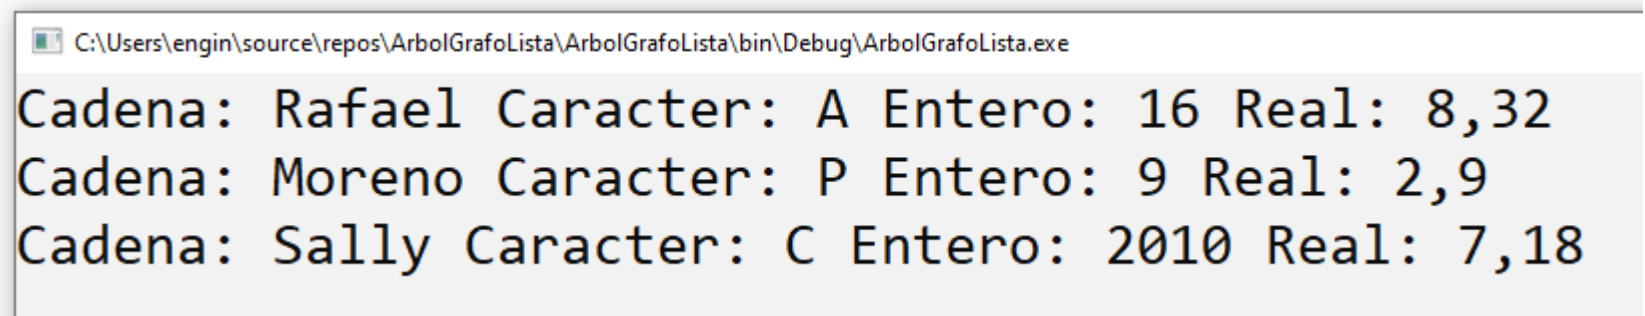 C:\Users\engin\source\repos\ArbolGrafoLista\ArbolGrafoLista\bin\Debug\ArbolGrafoLista.exe
Cadena: Rafael Caracter: A Entero: 16 Real: 8,32
Cadena: Moreno Caracter: P Entero: 9 Real: 2,9
Cadena: Sally Caracter: C Entero: 2010 Real: 7,18